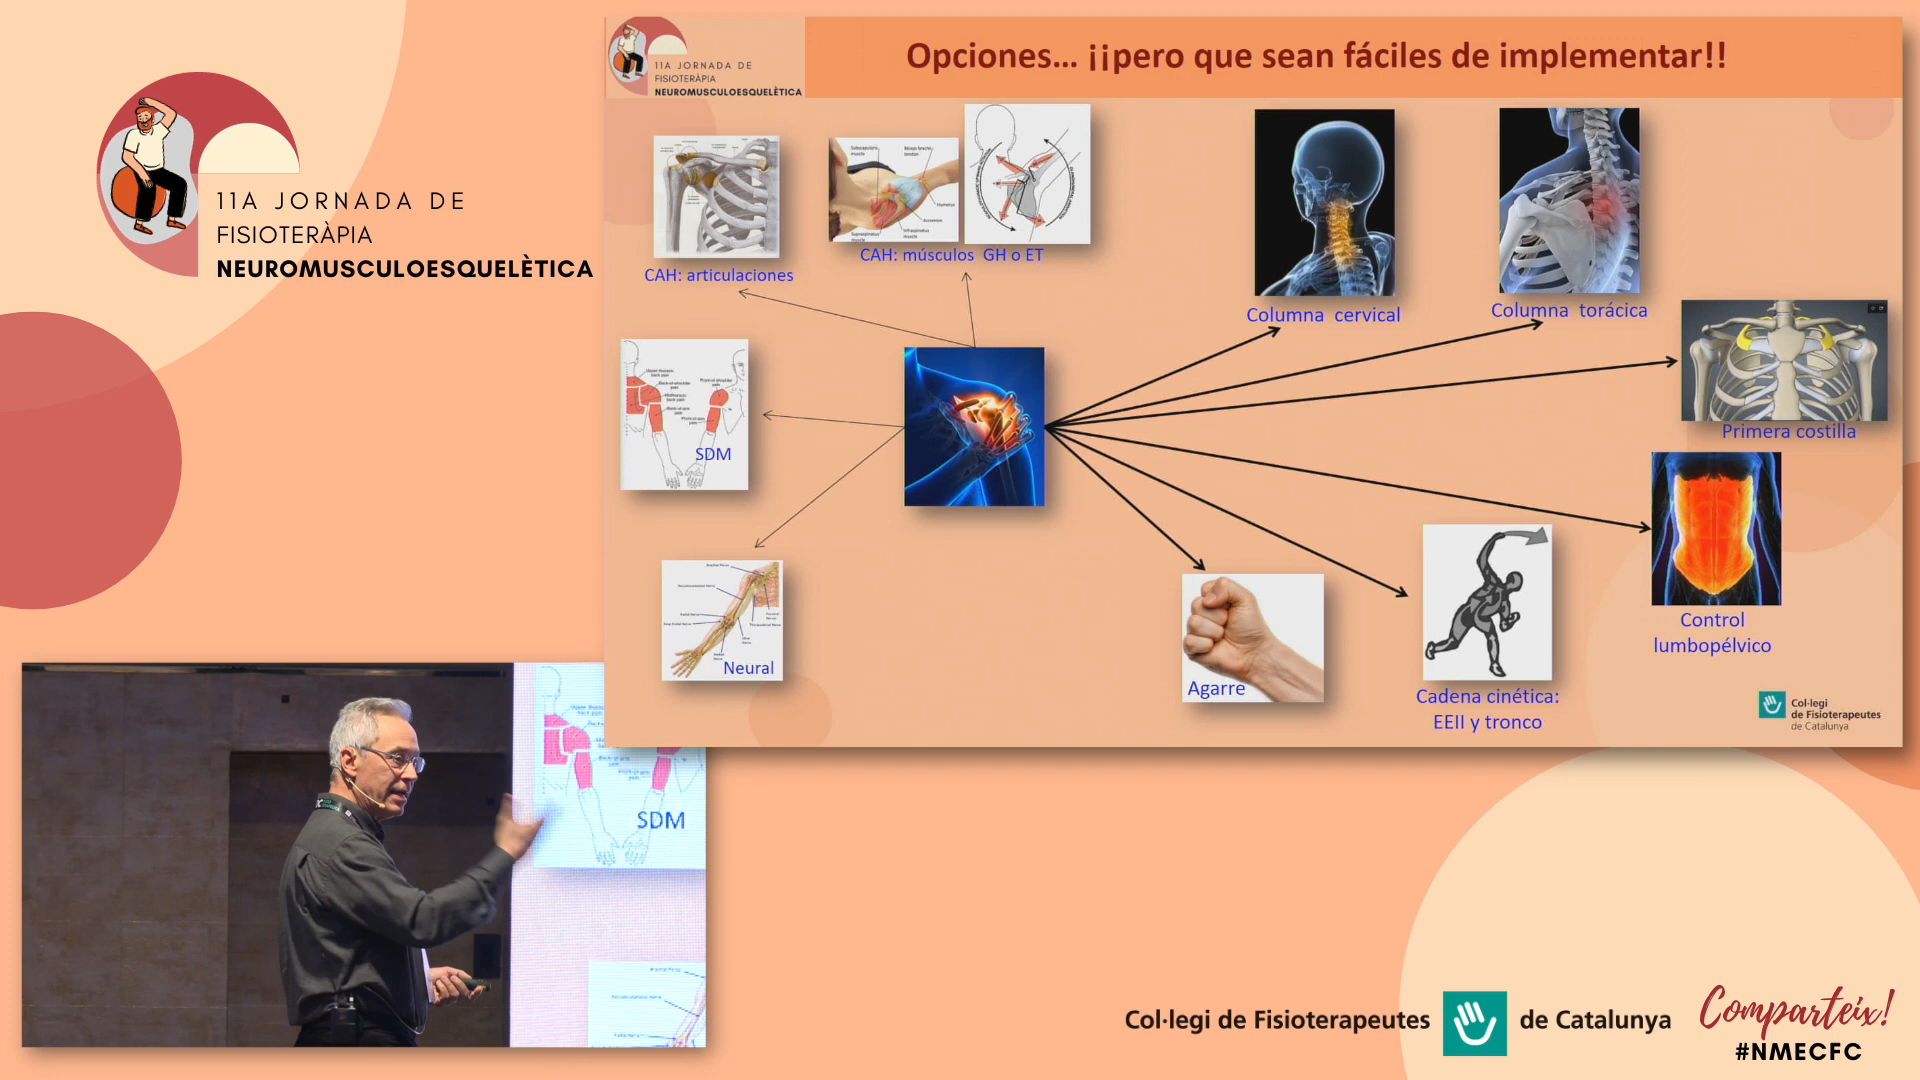 11A JORNADA DE
FISIOTERÀPIA
NEUROMUSCULOESQUELÈTICA
11A JORNADA DE
FISIOTERÀPIA
NEUROMUSCULOESQUELÈTICA
Opciones... ¡¡pero que sean fáciles de implementar!!
CAH: articulaciones
CAH: músculos GH o ET
Columna cervical
Columna torácica
Primera costilla
SDM
Neural
Agarre
Cadena cinética:
EEII y tronco
Control
lumbopélvico
Col·legi
de Fisioterapeutes
de Catalunya
SDM
Col·legi de Fisioterapeutes de Catalunya
Comparteix!
#NMECFC